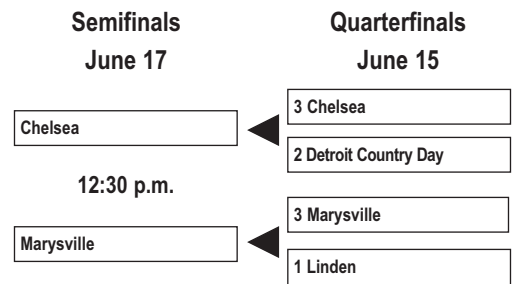 Semifinals
June 17
Quarterfinals
June 15
3 Chelsea
Chelsea
2 Detroit Country Day
12:30 p.m.
3 Marysville
Marysville
1 Linden